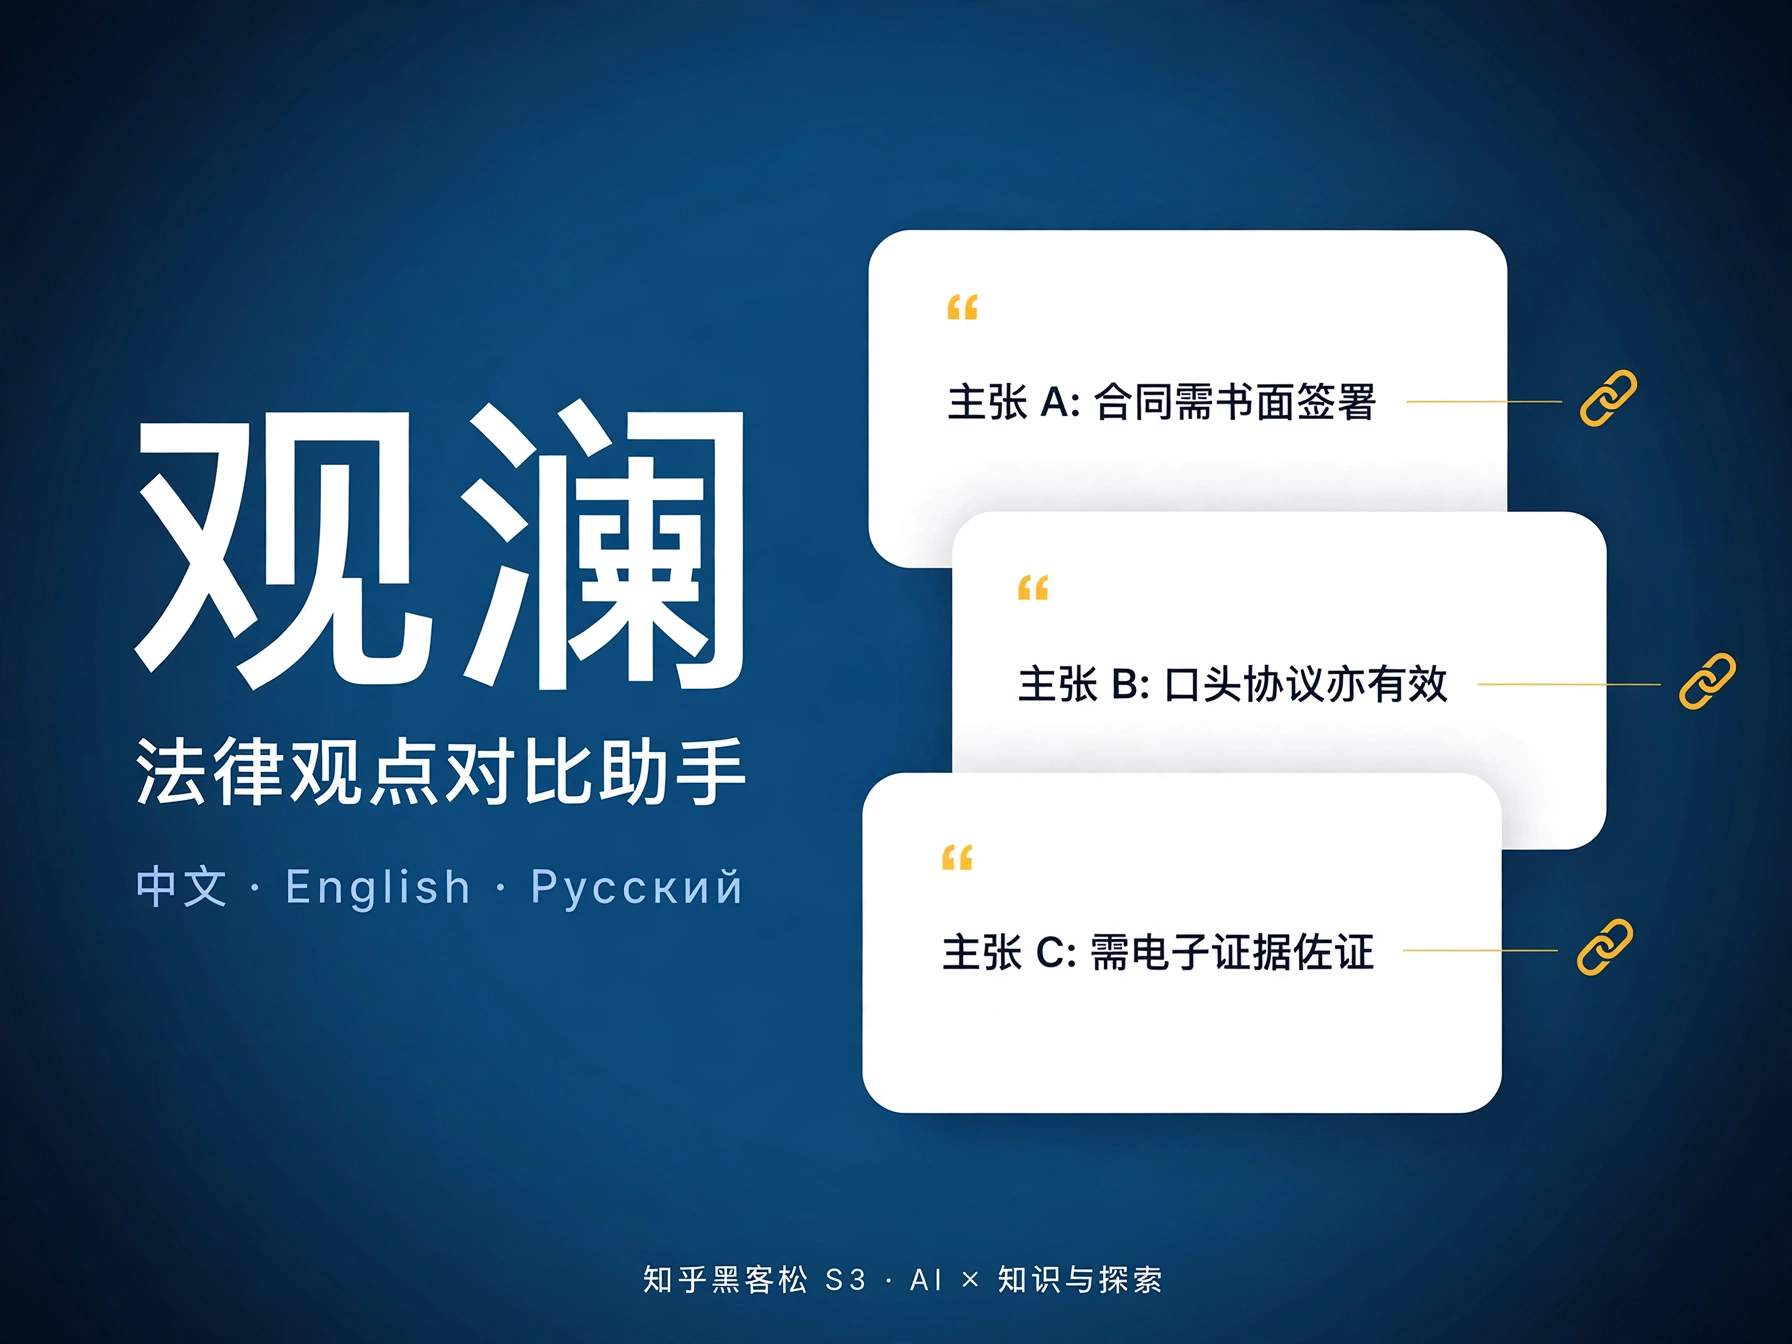 观澜
法律观点对比助手
中文 · English · Русский
“
主张 A: 合同需书面签署
“
主张 B: 口头协议亦有效
“
主张 C: 需电子证据佐证
知乎黑客松 S3 · AI × 知识与探索